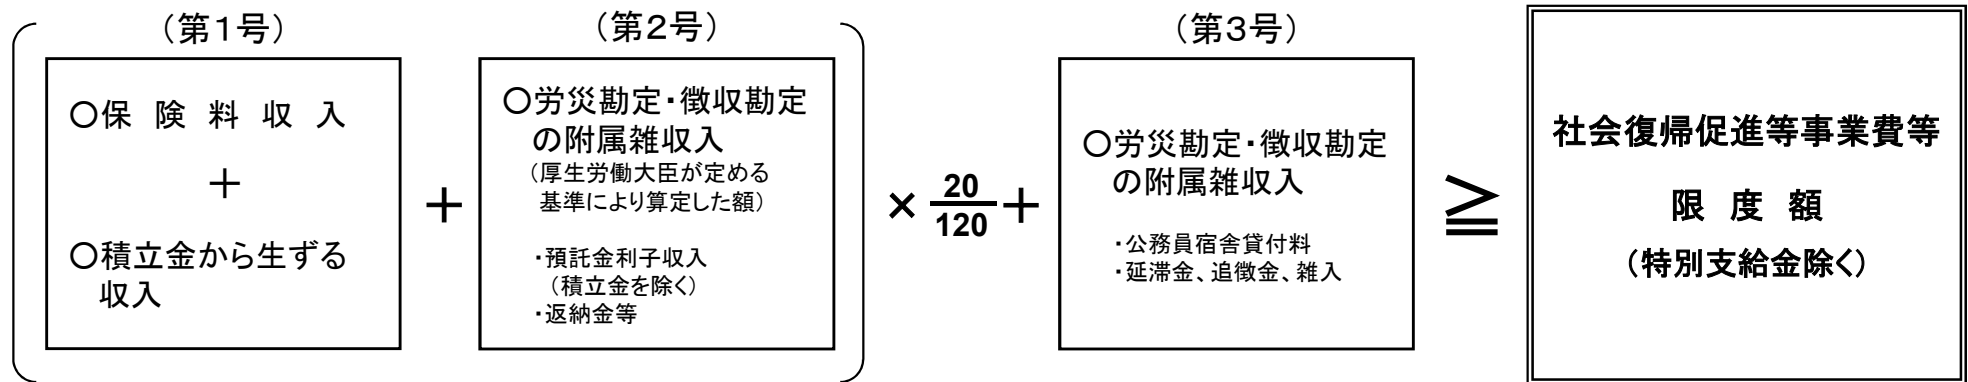 （第１号）
○保 険 料 収 入
＋
○積立金から生ずる
収入
＋
（第２号）
○労災勘定・徴収勘定
の附属雑収入
（厚生労働大臣が定める
基準により算定した額）
・預託金利子収入
（積立金を除く）
・返納金等
×
20
120
＋
（第３号）
○労災勘定・徴収勘定
の附属雑収入
・公務員宿舎貸付料
・延滞金、追徴金、雑入
≧
社会復帰促進等事業費等
限 度 額
（特別支給金除く）